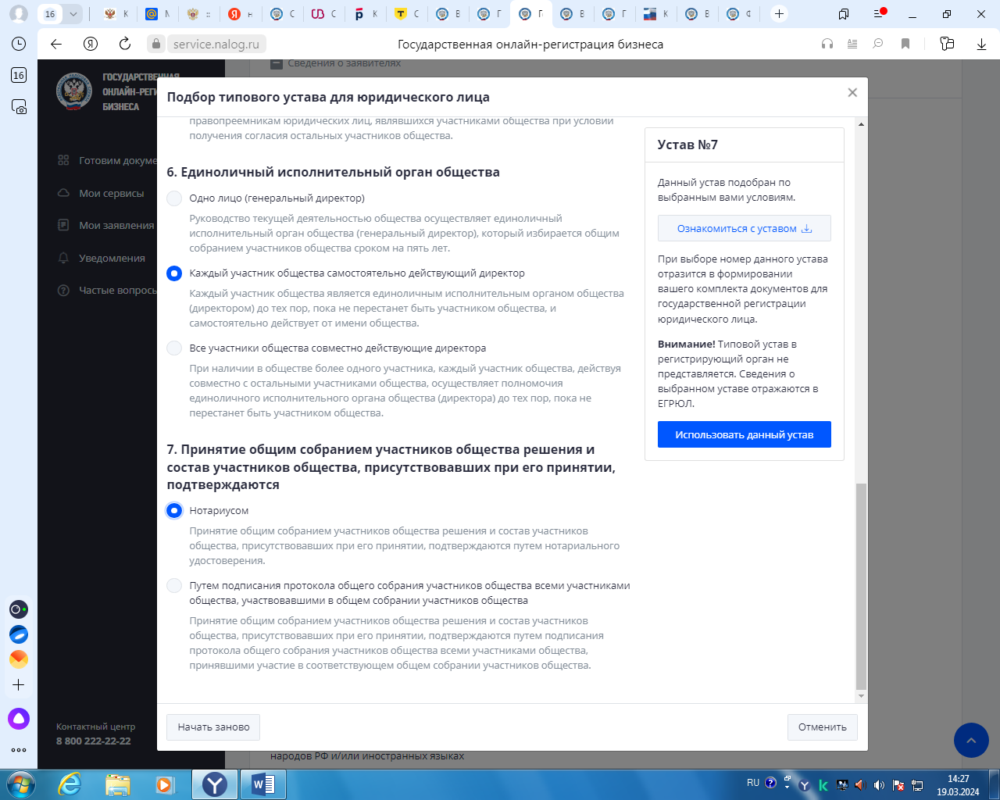 16
К
М
::
н
С
С
К
С
В
Г
Г
В
Г
К
В
Ф
service.nalog.ru
Государственная онлайн-регистрация бизнеса
16
Сведения о заявителях
ГОСУДАРСТВЕННАЯ
ОНЛАЙН-РЕГИ
БИЗНЕСА
Готовим докуме
Мои сервисы
Мои заявления
Уведомления
Частые вопросы
Контактный центр
8 800 222-22-22
Подбор типового устава для юридического лица
правопреемникам юридических лиц, являвшихся участниками общества при условии
получения согласия остальных участников общества.
6. Единоличный исполнительный орган общества
Одно лицо (генеральный директор)
Руководство текущей деятельностью общества осуществляет единоличный
исполнительный орган общества (генеральный директор), который избирается общим
собранием участников общества сроком на пять лет.
Каждый участник общества самостоятельно действующий директор
Каждый участник общества является единоличным исполнительным органом общества
(директором) до тех пор, пока не перестанет быть участником общества, и
самостоятельно действует от имени общества.
Все участники общества совместно действующие директора
При наличии в обществе более одного участника, каждый участник общества, действуя
совместно с остальными участниками общества, осуществляет полномочия
единоличного исполнительного органа общества (директора) до тех пор, пока не
перестанет быть участником общества.
7. Принятие общим собранием участников общества решения и
состав участников общества, присутствовавших при его принятии,
подтверждаются
Нотариусом
Принятие общим собранием участников общества решения и состав участников
общества, присутствовавших при его принятии, подтверждаются путем нотариального
удостоверения.
Путем подписания протокола общего собрания участников общества всеми участниками
общества, участвовавшими в общем собрании участников общества
Принятие общим собранием участников общества решения и состав участников
общества, присутствовавших при его принятии, подтверждаются путем подписания
протокола общего собрания участников общества всеми участниками общества,
принявшими участие в соответствующем общем собрании участников общества.
Устав №7
Данный устав подобран по
выбранным вами условиям.
Ознакомиться с уставом
При выборе номер данного устава
отразится в формировании
вашего комплекта документов для
государственной регистрации
юридического лица.
Внимание! Типовой устав в
регистрирующий орган не
представляется. Сведения о
выбранном уставе отражаются в
ЕГРЮЛ.
Использовать данный устав
Начать заново
Отменить
народов РФ и/или иностранных языках
RU
14:27
19.03.2024